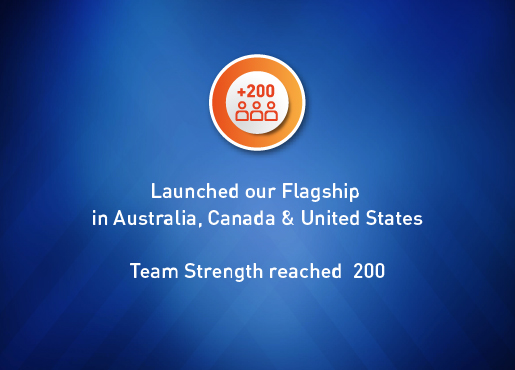 +200
Launched our Flagship
in Australia, Canada & United States
Team Strength reached 200